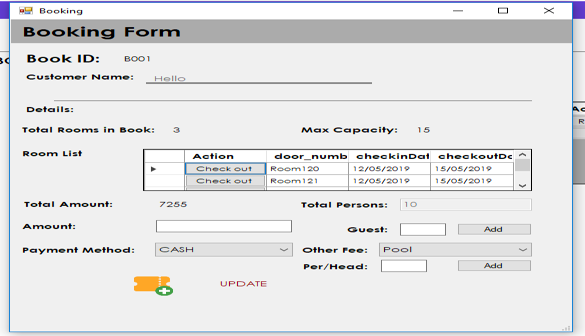 Booking
Booking Form
Book ID: B001
Customer Name: Hello
Details:
Total Rooms in Book: 3 Max Capacity: 15
Room List
Action door_numb checkinDat checkoutDa
Check out Room120 12/05/2019 15/05/2019
Check out Room121 12/05/2019 15/05/2019
Total Amount: 7255 Total Persons: 10
Amount: Guest: Add
Payment Method: CASH Other Fee: Pool
Per/Head: Add
UPDATE